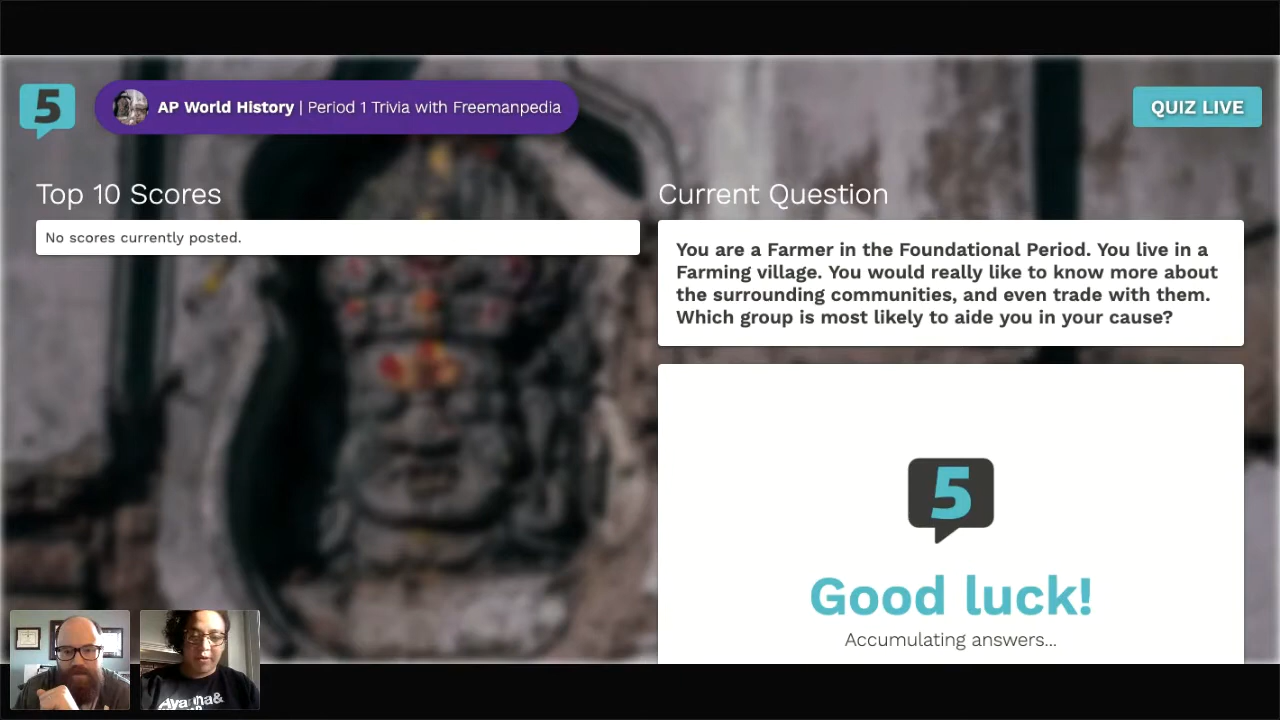 5
AP World History | Period 1 Trivia with Freemanpedia
QUIZ LIVE
Top 10 Scores
No scores currently posted.
Current Question
You are a Farmer in the Foundational Period. You live in a
Farming village. You would really like to know more about
the surrounding communities, and even trade with them.
Which group is most likely to aide you in your cause?
5
Good luck!
Accumulating answers...